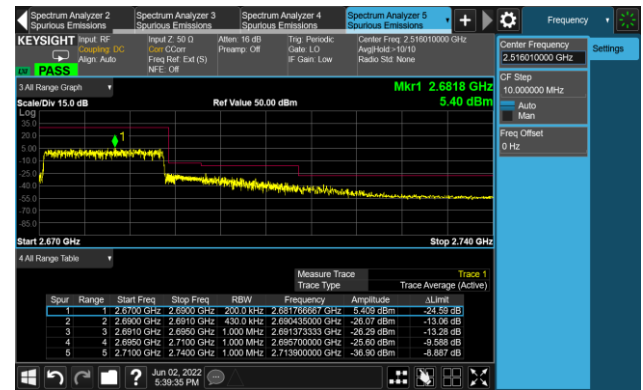 Spectrum Analyzer 2
Spurious Emissions
Spectrum Analyzer 3
Spurious Emissions
Spectrum Analyzer 4
Spurious Emissions
Spectrum Analyzer 5
Spurious Emissions
Frequency
KEYSIGHT
PASS
Input: RF
Coupling: DC
Align: Auto
Input Z: 50 Ω
Corr CCorr
Freq Ref: Ext (S)
NFE: Off
Atten: 16 dB
Preamp: Off
Trig: Periodic
Gate: LO
IF Gain: Low
Center Freq: 2.516010000 GHz
Avg|Hold:>10/10
Radio Std: None
Center Frequency
2.516010000 GHz
Settings
CF Step
10.000000 MHz
Auto
Man
Freq Offset
0 Hz
3 All Range Graph
Mkr1 2.6818 GHz
Scale/Div 15.0 dB
Ref Value 50.00 dBm
5.40 dBm
Log
35.0
20.0
5.00
-10.0
-25.0
-40.0
-55.0
-70.0
-85.0
1
Start 2.670 GHz
Stop 2.740 GHz
4 All Range Table
Measure Trace Trace 1
Trace Type Trace Average (Active)
Spur Range Start Freq Stop Freq RBW Frequency Amplitude ΔLimit
1 1 2.6700 GHz 2.6900 GHz 200.0 kHz 2.681766667 GHz 5.409 dBm -24.59 dB
2 2 2.6900 GHz 2.6910 GHz 430.0 kHz 2.690435000 GHz -26.07 dBm -13.06 dB
3 3 2.6910 GHz 2.6950 GHz 1.000 MHz 2.691373333 GHz -26.29 dBm -13.28 dB
4 4 2.6950 GHz 2.7100 GHz 1.000 MHz 2.695700000 GHz -25.60 dBm -9.588 dB
5 5 2.7100 GHz 2.7400 GHz 1.000 MHz 2.713900000 GHz -36.90 dBm -8.887 dB
Jun 02, 2022
5:39:35 PM